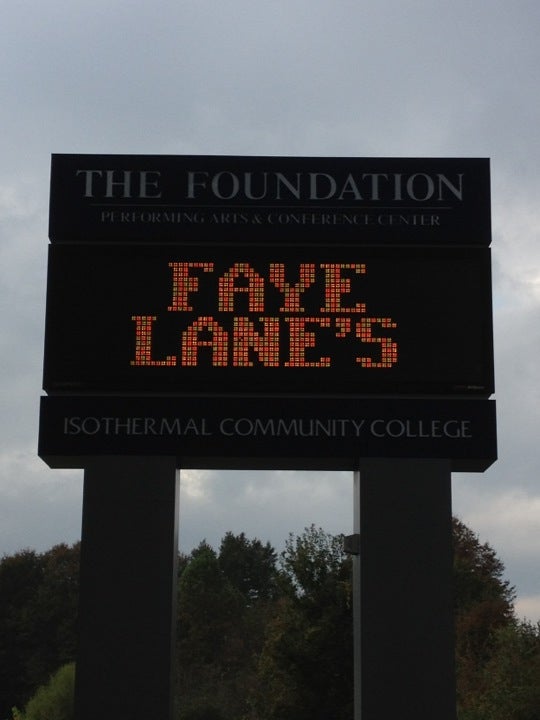 THE FOUNDATION
PERFORMING ARTS & CONFERENCE CENTER
FAYE
LANE'S
ISOTHERMAL COMMUNITY COLLEGE